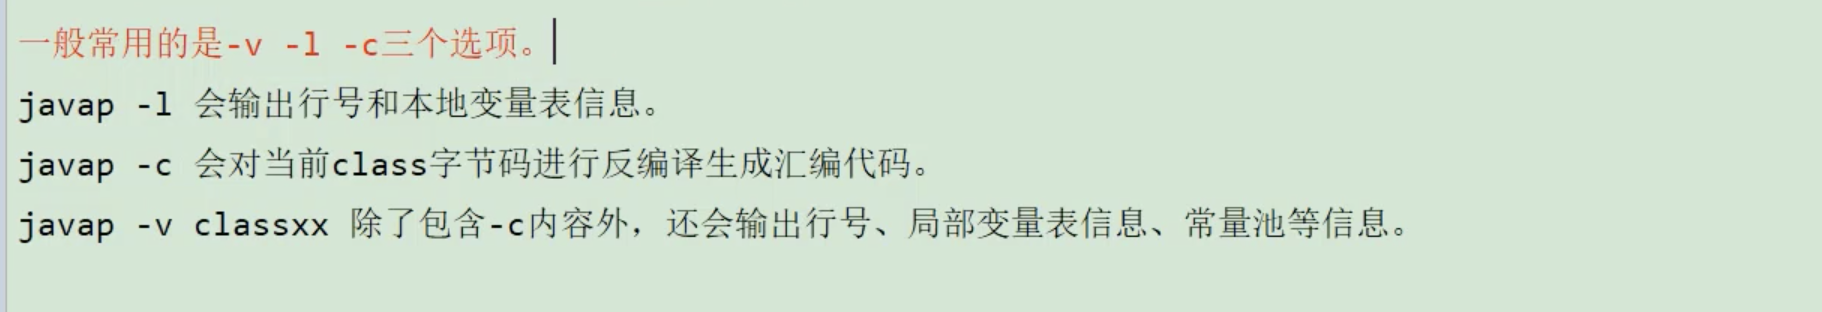 一般常用的是-v -l -c三个选项。
javap -l 会输出行号和本地变量表信息。
javap -c 会对当前class字节码进行反编译生成汇编代码。
javap -v classxx 除了包含-c内容外，还会输出行号、局部变量表信息、常量池等信息。